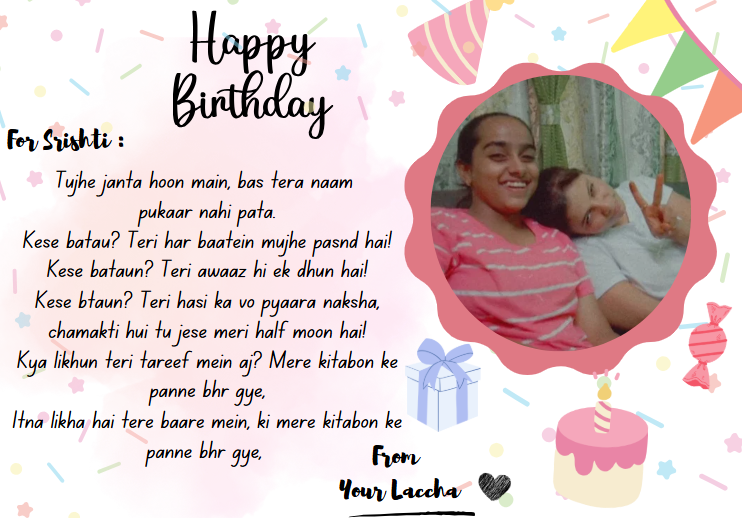 Happy
Birthday
For Srishti :
Tujhe janta hoon main, bas tera naam
pukaar nahi pata.
Kese batau? Teri har baatein mujhe pasnd hai!
Kese bataun? Teri awaaz hi ek dhun hai!
Kese btaun? Teri hasi ka vo pyaara naksha,
chamakti hui tu jese meri half moon hai!
Kya likhun teri tareef mein aj? Mere kitabon ke
panne bhr gye,
Itna likha hai tere baare mein, ki mere kitabon ke
panne bhr gye,
From
Your Laccha